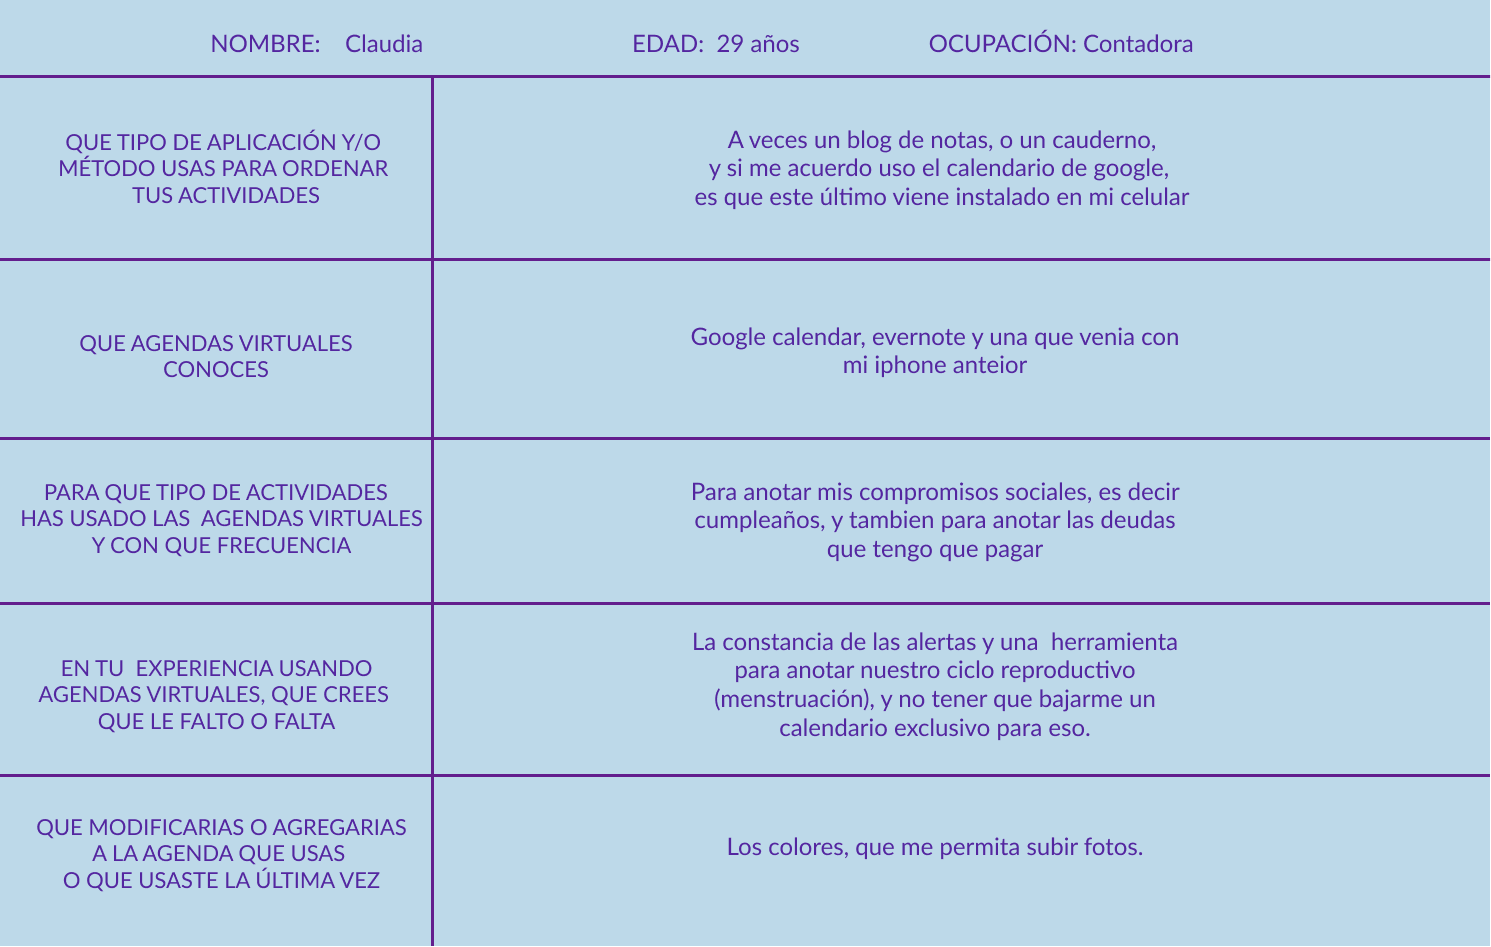 NOMBRE: Claudia EDAD: 29 años OCUPACIÓN: Contadora
QUE TIPO DE APLICACIÓN Y/O
MÉTODO USAS PARA ORDENAR
TUS ACTIVIDADES
A veces un blog de notas, o un cauderno,
y si me acuerdo uso el calendario de google,
es que este último viene instalado en mi celular
QUE AGENDAS VIRTUALES
CONOCES
Google calendar, evernote y una que venia con
mi iphone anteior
PARA QUE TIPO DE ACTIVIDADES
HAS USADO LAS AGENDAS VIRTUALES
Y CON QUE FRECUENCIA
Para anotar mis compromisos sociales, es decir
cumpleaños, y tambien para anotar las deudas
que tengo que pagar
EN TU EXPERIENCIA USANDO
AGENDAS VIRTUALES, QUE CREES
QUE LE FALTO O FALTA
La constancia de las alertas y una herramienta
para anotar nuestro ciclo reproductivo
(menstruación), y no tener que bajarme un
calendario exclusivo para eso.
QUE MODIFICARIAS O AGREGARIAS
A LA AGENDA QUE USAS
O QUE USASTE LA ÚLTIMA VEZ
Los colores, que me permita subir fotos.